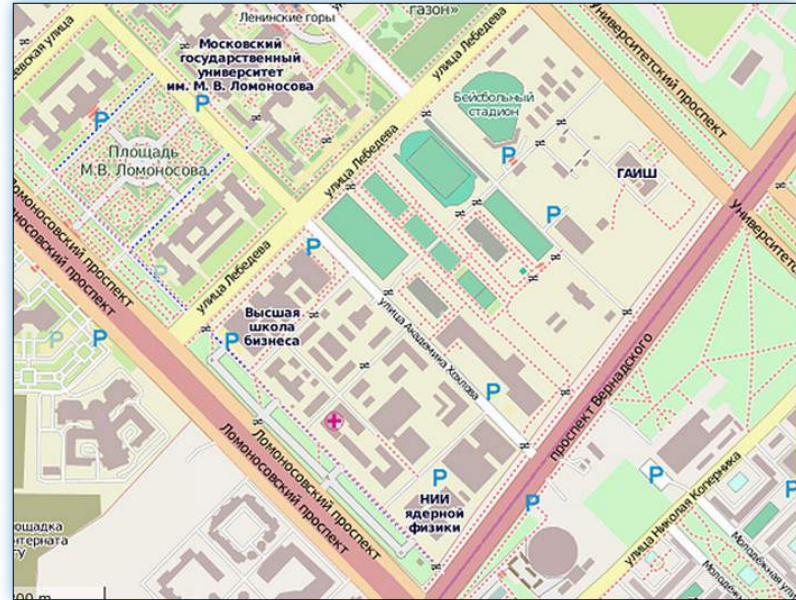 Ленинские горы
газон»
Университетский проспект
улица Лебедева
Московский
государственный
университет
им. М. В. Ломоносова
P
P
Бейсбольный
стадион
P
улица Лебедева
Площадь
М.В. Ломоносова
ГАИШ
P
Ломоносовский проспект
улица Лебедева
P
P
Высшая
школа
бизнеса
P
P
P
улица Академика Хохлова
проспект Вернадского
P
Ломоносовский проспект
Ломоносовский проспект
P
НИИ
ядерной
физики
P
P
P
улица Николая Коперника
Молодёжная